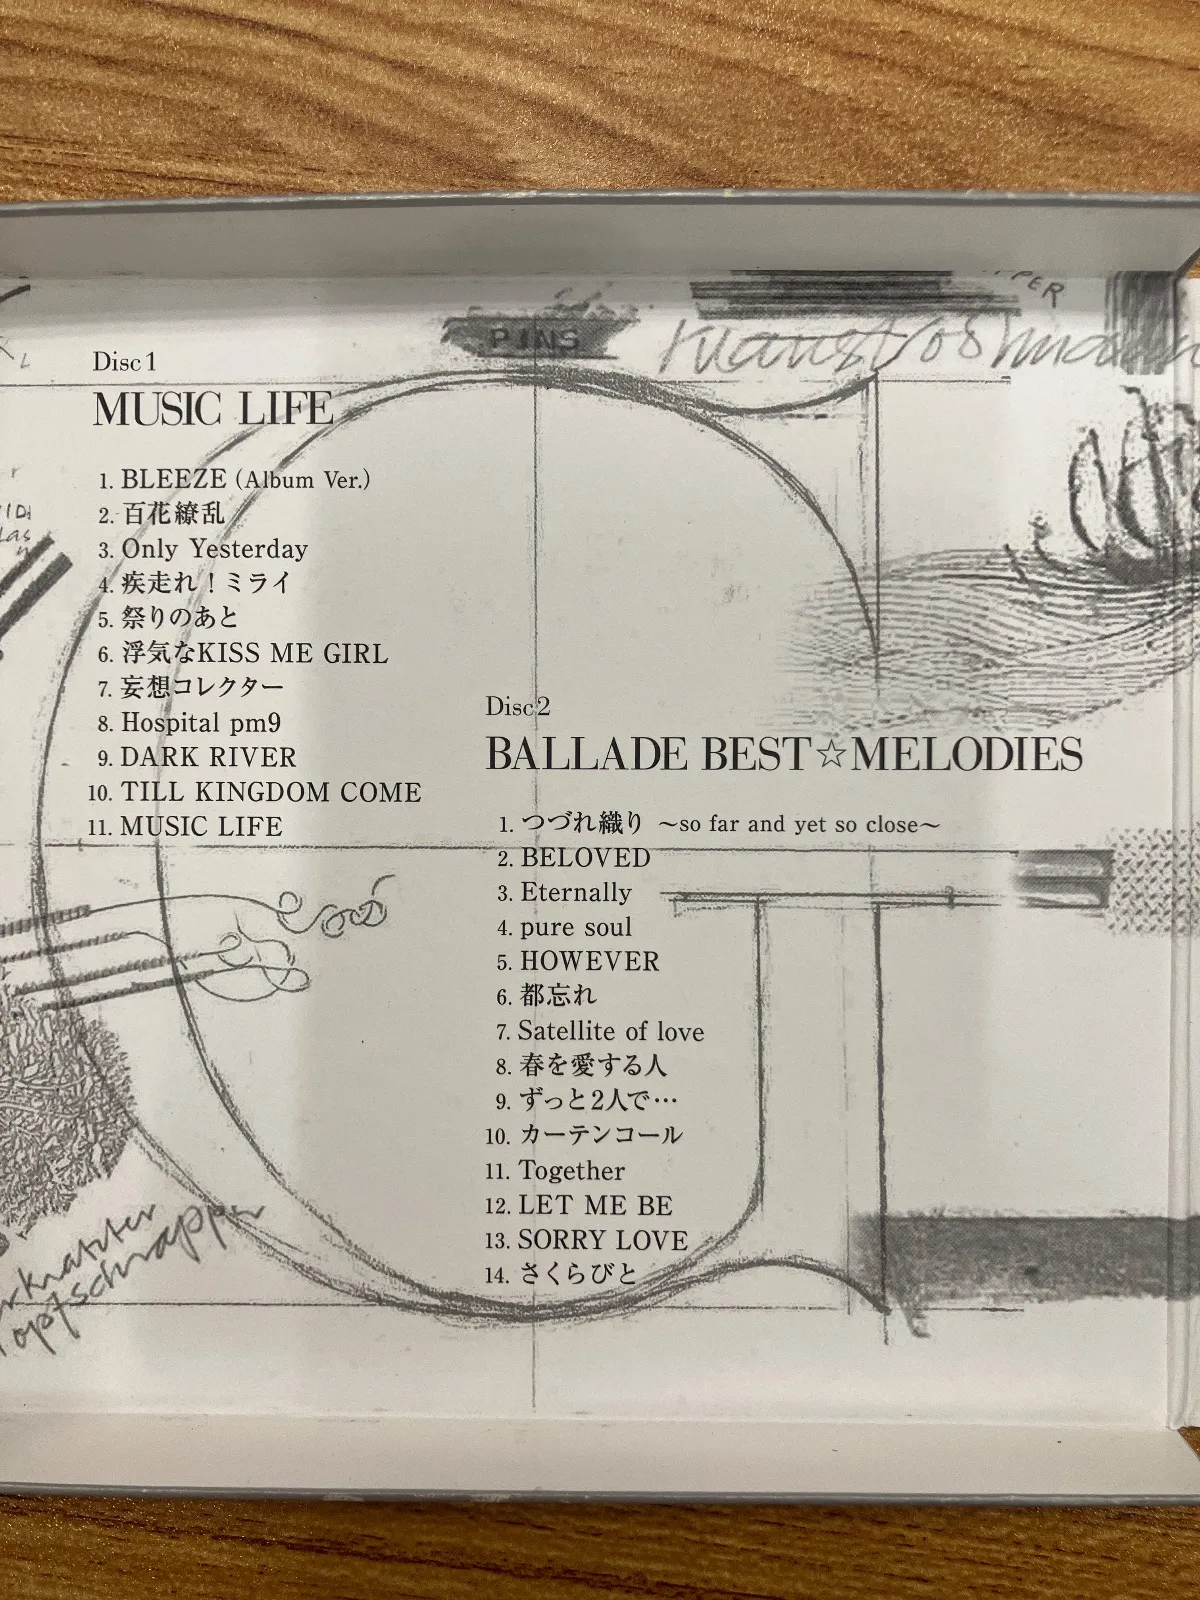 PINS
Disc 1
MUSIC LIFE
1. BLEEZE (Album Ver.)
2. 百花繚乱
3. Only Yesterday
4. 疾走れ！ミライ
5. 祭りのあと
6. 浮気なKISS ME GIRL
7. 妄想コレクター
8. Hospital pm9
9. DARK RIVER
10. TILL KINGDOM COME
11. MUSIC LIFE
Disc 2
BALLADE BEST☆MELODIES
1. つづれ織り 〜so far and yet so close〜
2. BELOVED
3. Eternally
4. pure soul
5. HOWEVER
6. 都忘れ
7. Satellite of love
8. 春を愛する人
9. ずっと2人で…
10. カーテンコール
11. Together
12. LET ME BE
13. SORRY LOVE
14. さくらびと